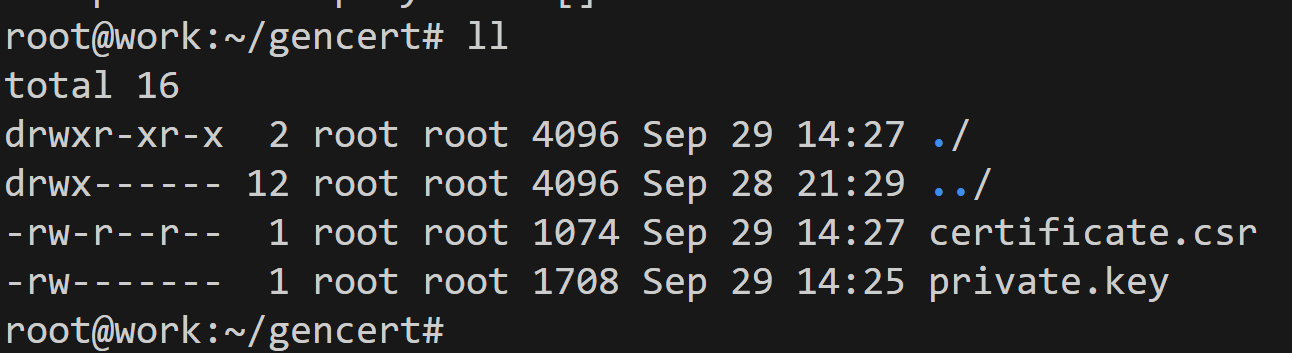 root@work:~/gencert# ll
total 16
drwxr-xr-x  2 root root 4096 Sep 29 14:27 ./
drwx------ 12 root root 4096 Sep 28 21:29 ../
-rw-r--r--  1 root root 1074 Sep 29 14:27 certificate.csr
-rw-------  1 root root 1708 Sep 29 14:25 private.key
root@work:~/gencert#